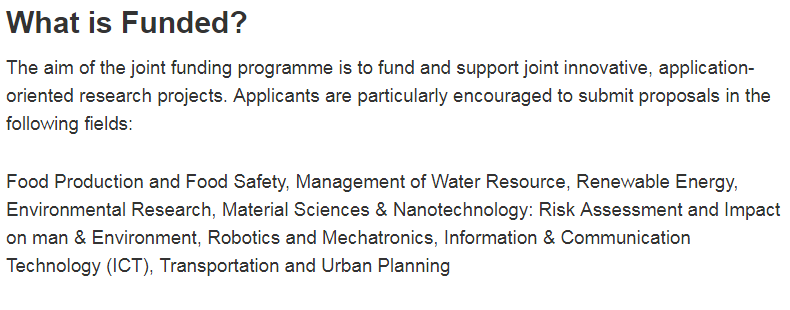 What is Funded?
The aim of the joint funding programme is to fund and support joint innovative, application-
oriented research projects. Applicants are particularly encouraged to submit proposals in the
following fields:
Food Production and Food Safety, Management of Water Resource, Renewable Energy,
Environmental Research, Material Sciences & Nanotechnology: Risk Assessment and Impact
on man & Environment, Robotics and Mechatronics, Information & Communication
Technology (ICT), Transportation and Urban Planning